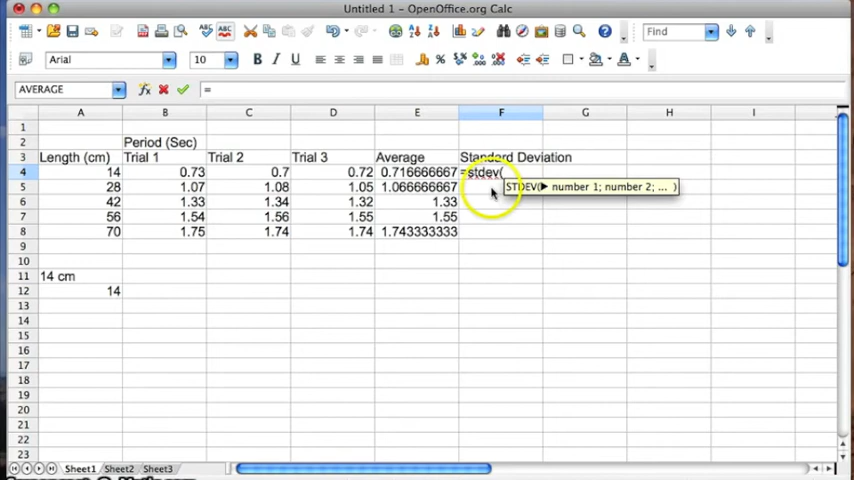 Untitled 1 - OpenOffice.org Calc
Find
Arial 10 B I U
AVERAGE =
A B C D E F G H I
1
2 Period (Sec)
3 Length (cm) Trial 1 Trial 2 Trial 3 Average Standard Deviation
4 14 0.73 0.7 0.72 0.716666667 =stdev(
5 28 1.07 1.08 1.05 1.066666667 STDEV( number 1; number 2; ... )
6 42 1.33 1.34 1.32 1.33
7 56 1.54 1.56 1.55 1.55
8 70 1.75 1.74 1.74 1.743333333
9
10
11 14 cm
12 14
13
14
15
16
17
18
19
20
21
22
23
Sheet1 Sheet2 Sheet3